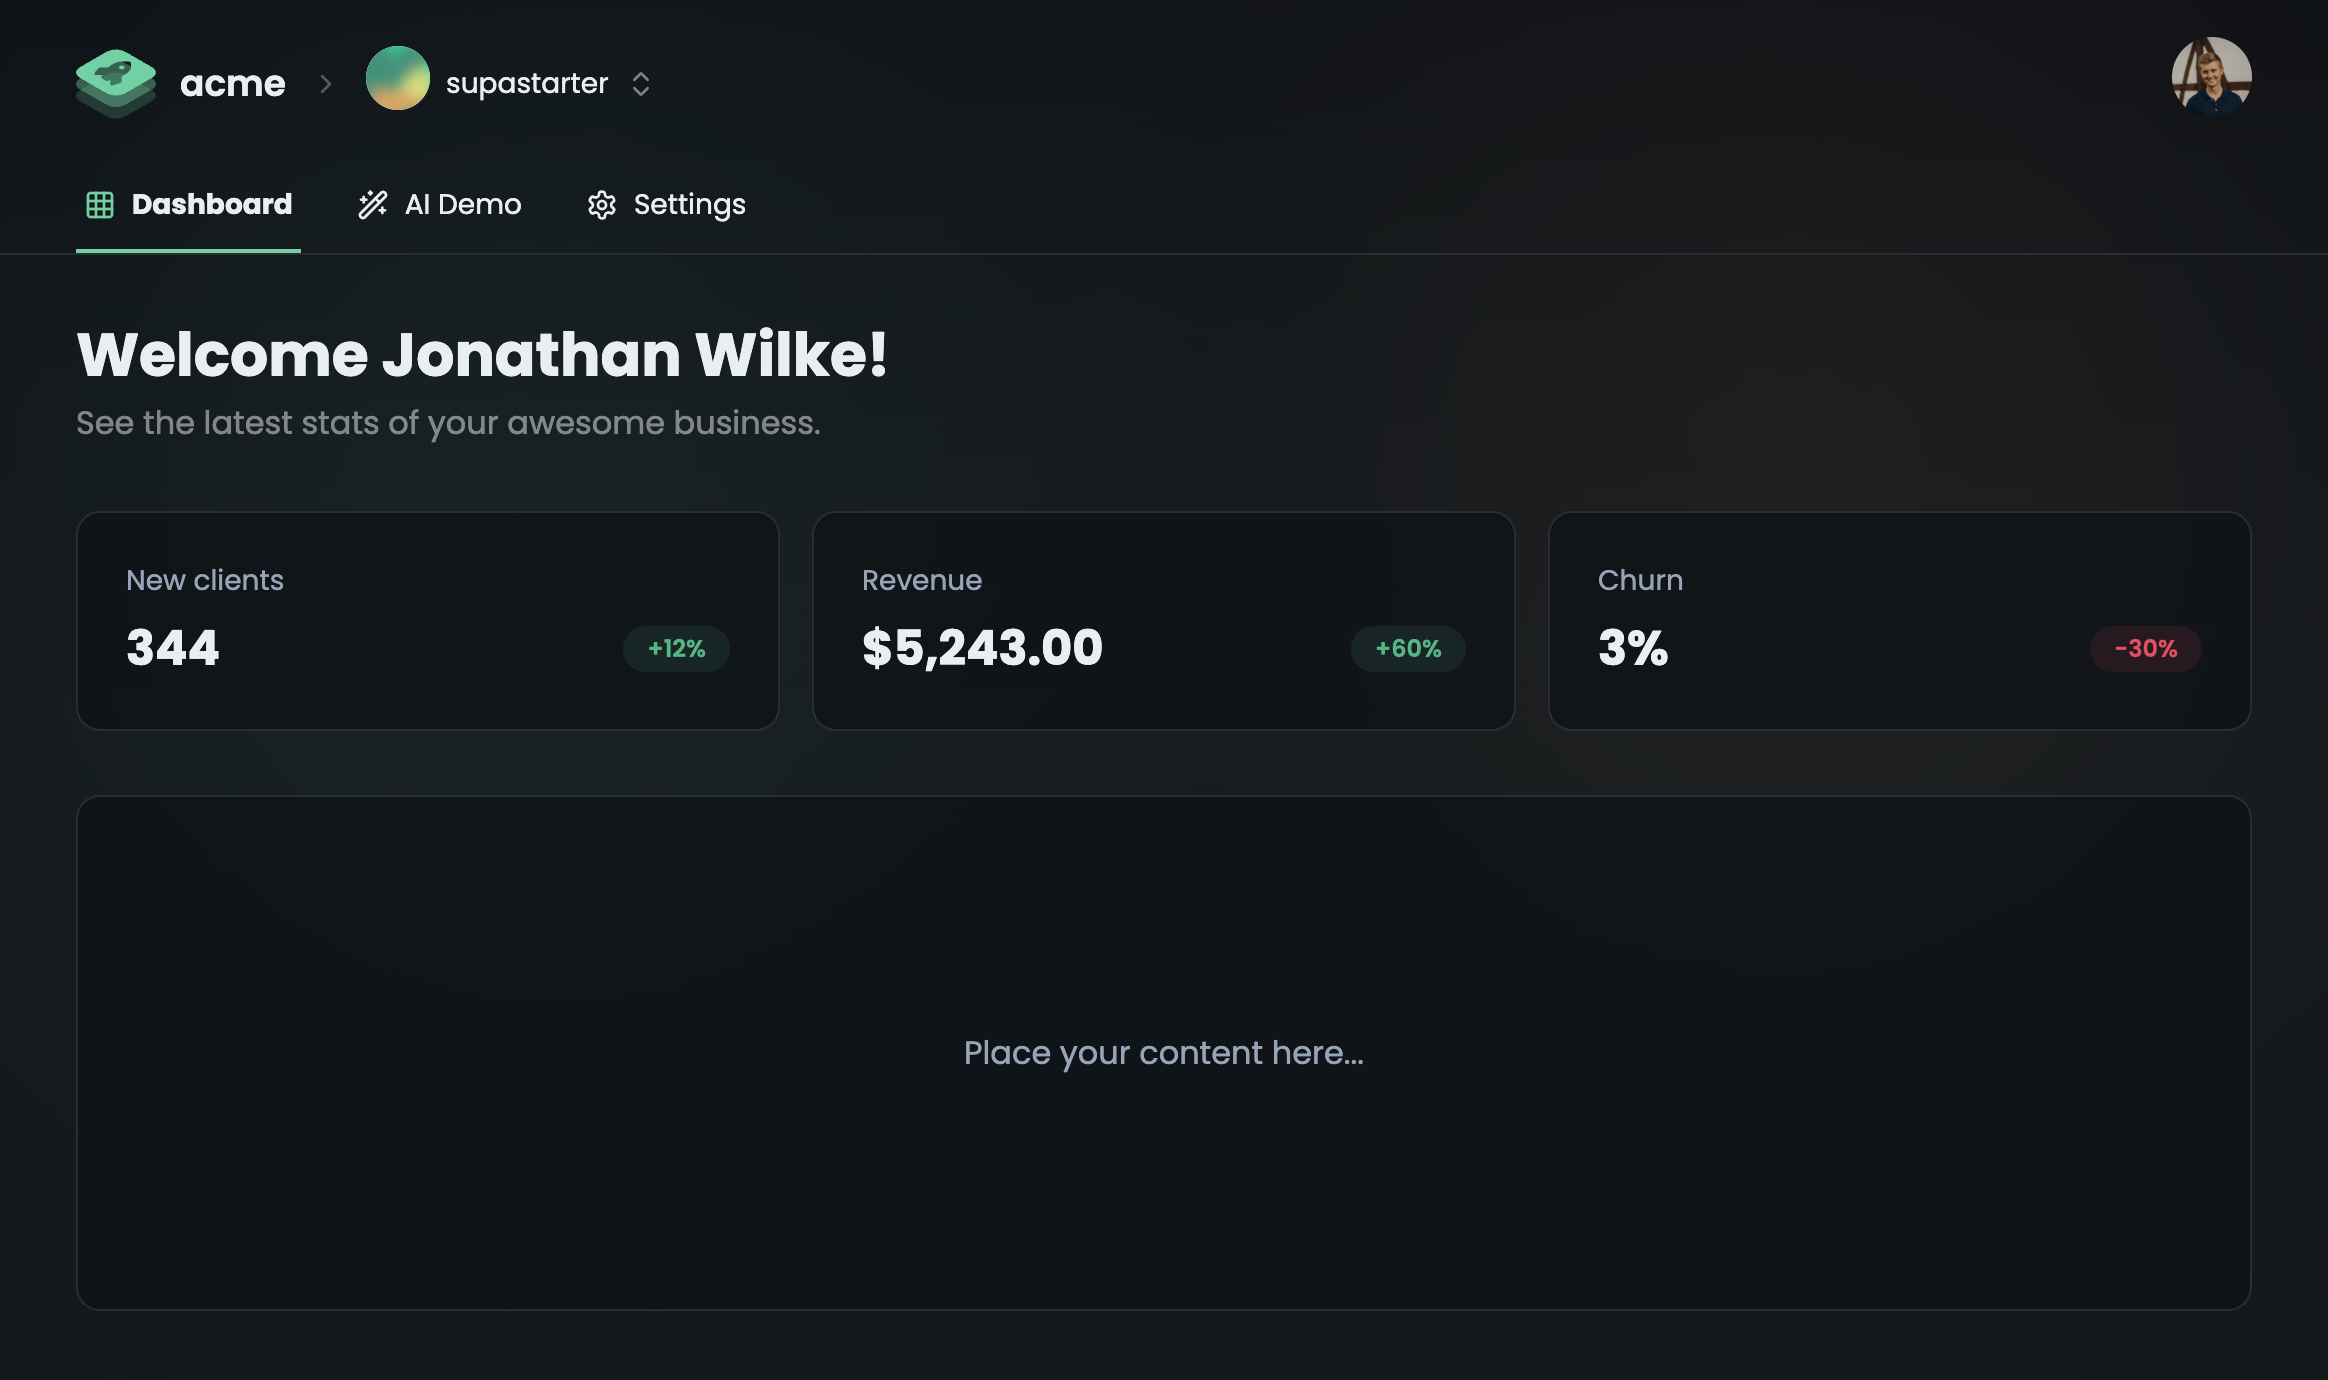 acme
supastarter
Dashboard
AI Demo
Settings
Welcome Jonathan Wilke!
See the latest stats of your awesome business.
New clients
344
+12%
Revenue
$5,243.00
+60%
Churn
3%
-30%
Place your content here...